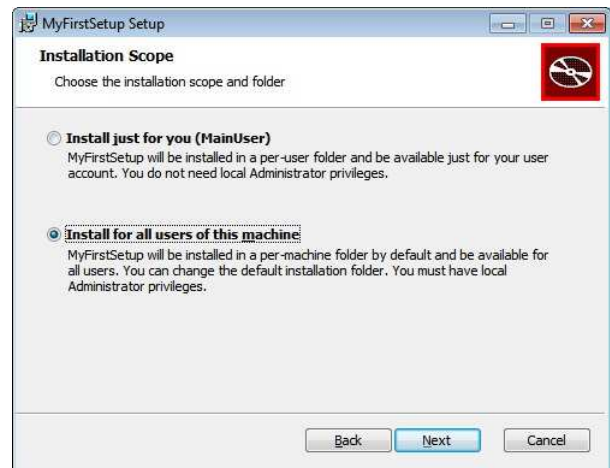 MyFirstSetup Setup
Installation Scope
Choose the installation scope and folder
Install just for you (MainUser)
MyFirstSetup will be installed in a per-user folder and be available just for your user
account. You do not need local Administrator privileges.
Install for all users of this machine
MyFirstSetup will be installed in a per-machine folder by default and be available for
all users. You can change the default installation folder. You must have local
Administrator privileges.
Back Next Cancel